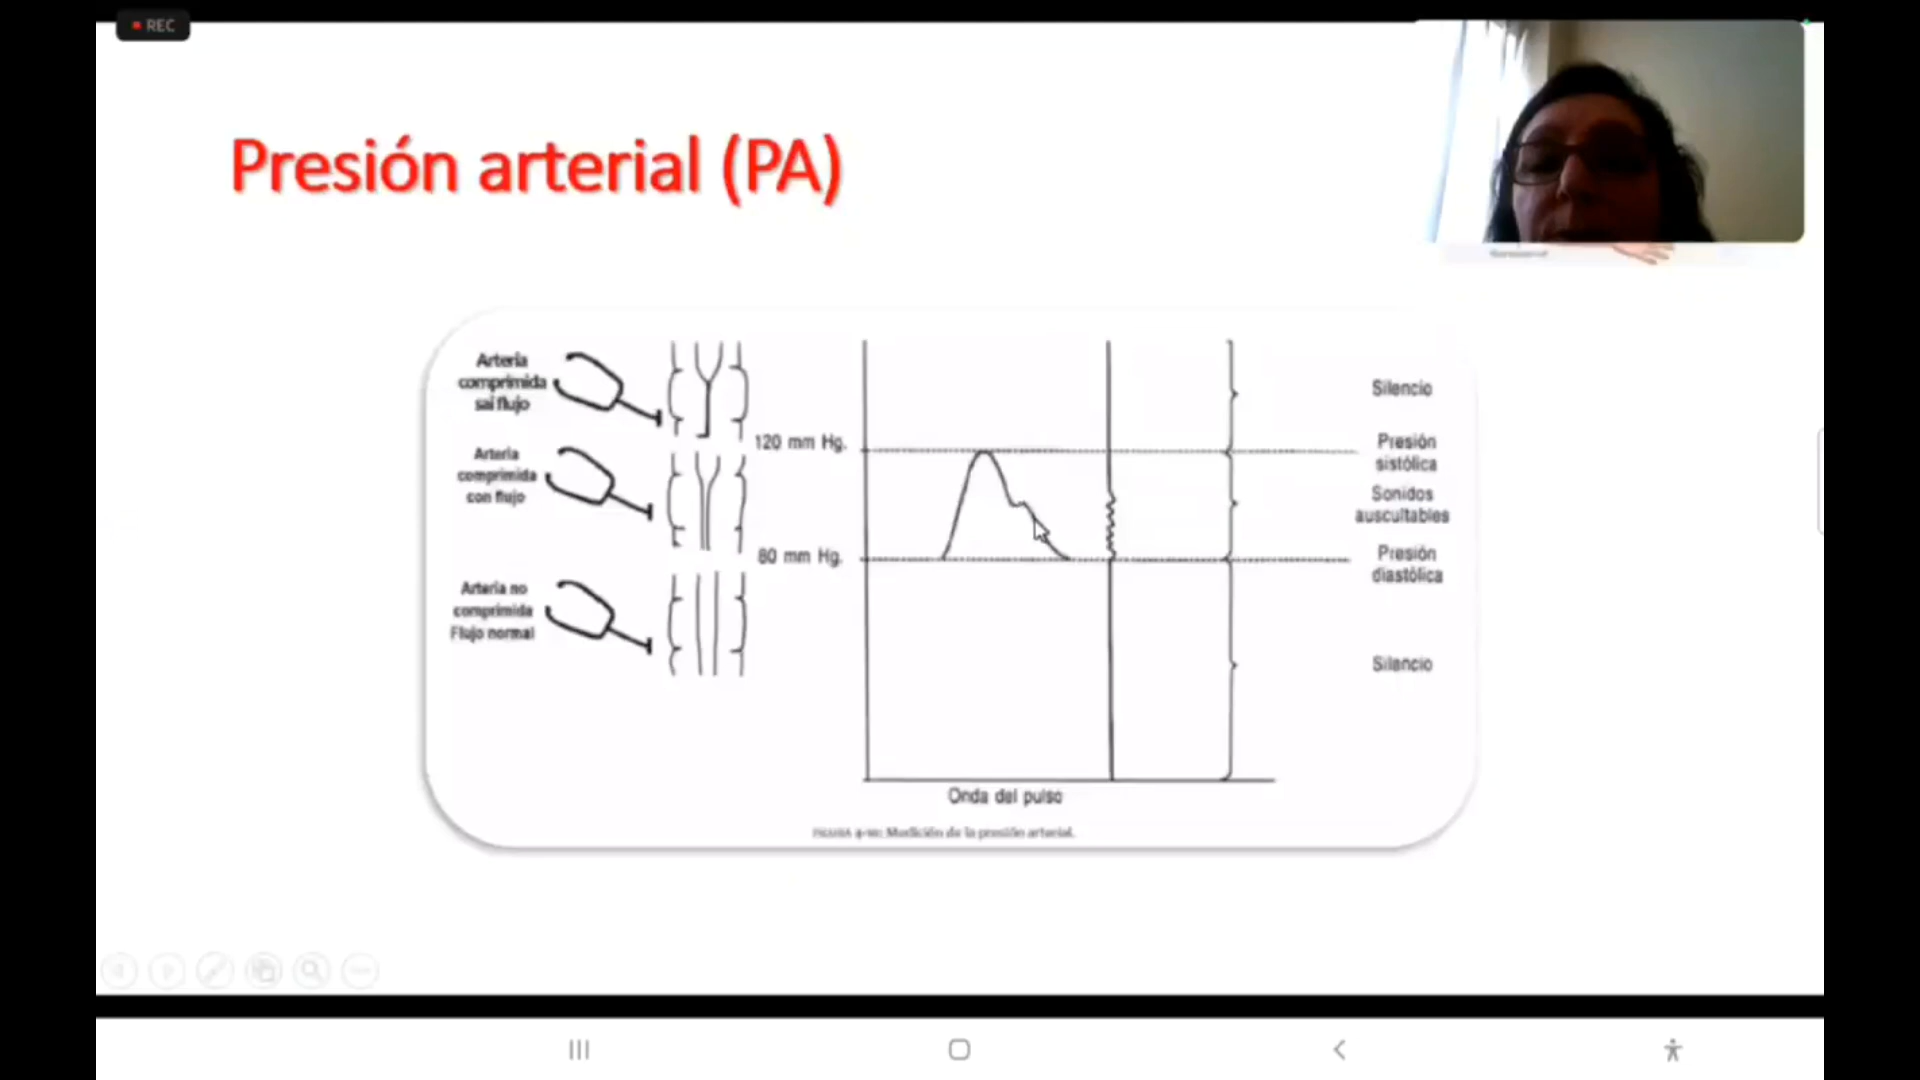 REC
Presión arterial (PA)
Arteria
comprimida
sai flujo
Arteria
comprimida
con flujo
Arteria no
comprimida
Flujo normal
120 mm Hg.
80 mm Hg.
Silencio
Presión
sistólica
Sonidos
auscultables
Presión
diastólica
Silencio
Onda del pulso
Medición de la presión arterial.